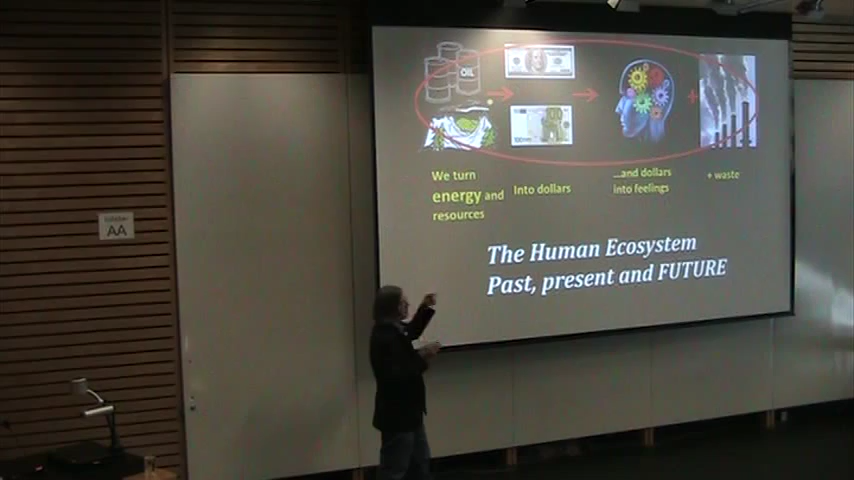 OIL
We turn
energy and
resources
Into dollars
...and dollars
into feelings
+ waste
The Human Ecosystem
Past, present and FUTURE
AA